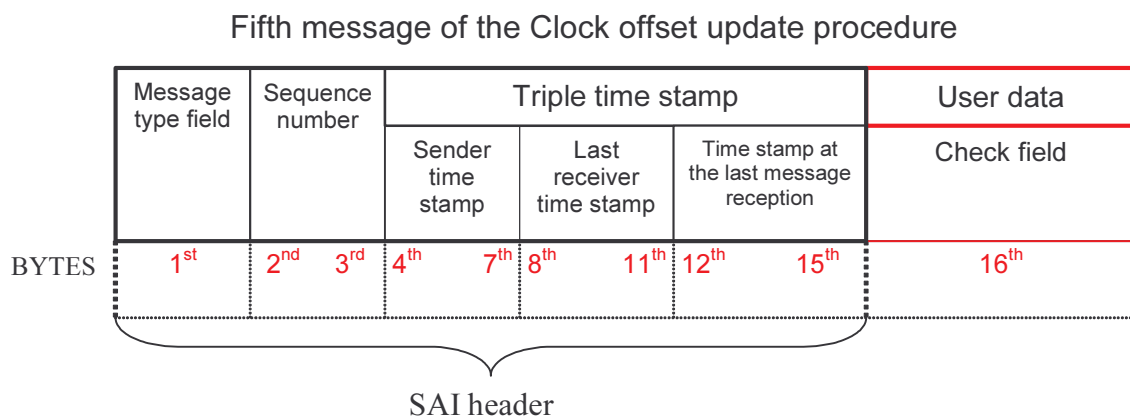 Fifth message of the Clock offset update procedure
Message type field
Sequence number
Triple time stamp
User data
Sender time stamp
Last receiver time stamp
Time stamp at the last message reception
Check field
BYTES 1st 2nd 3rd 4th 7th 8th 11th 12th 15th 16th
SAI header